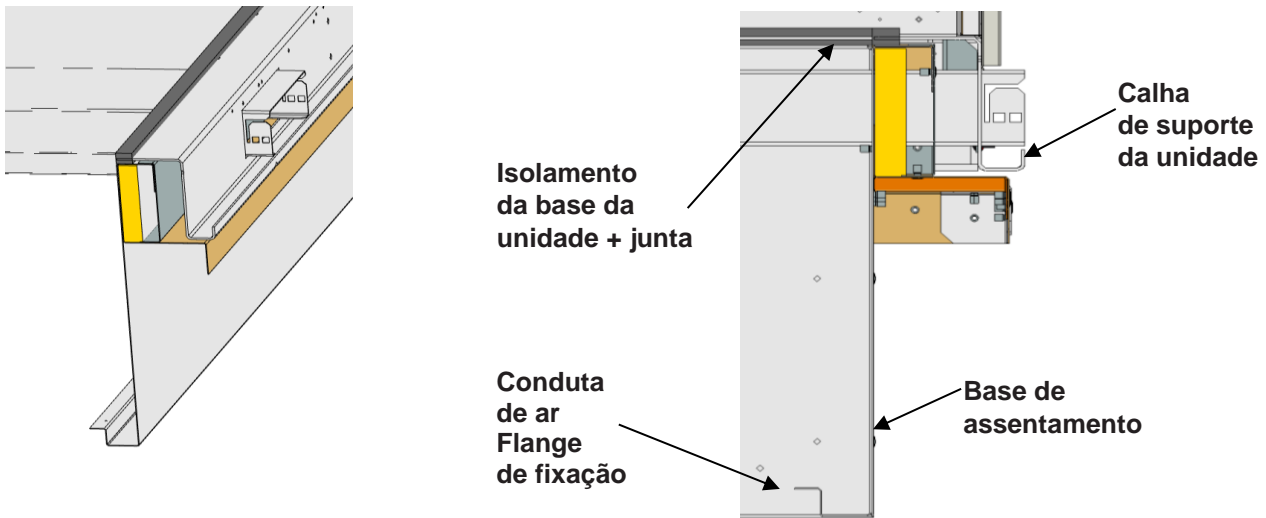 Isolamento
da base da
unidade + junta
Calha
de suporte
da unidade
Conduta
de ar
Flange
de fixação
Base de
assentamento